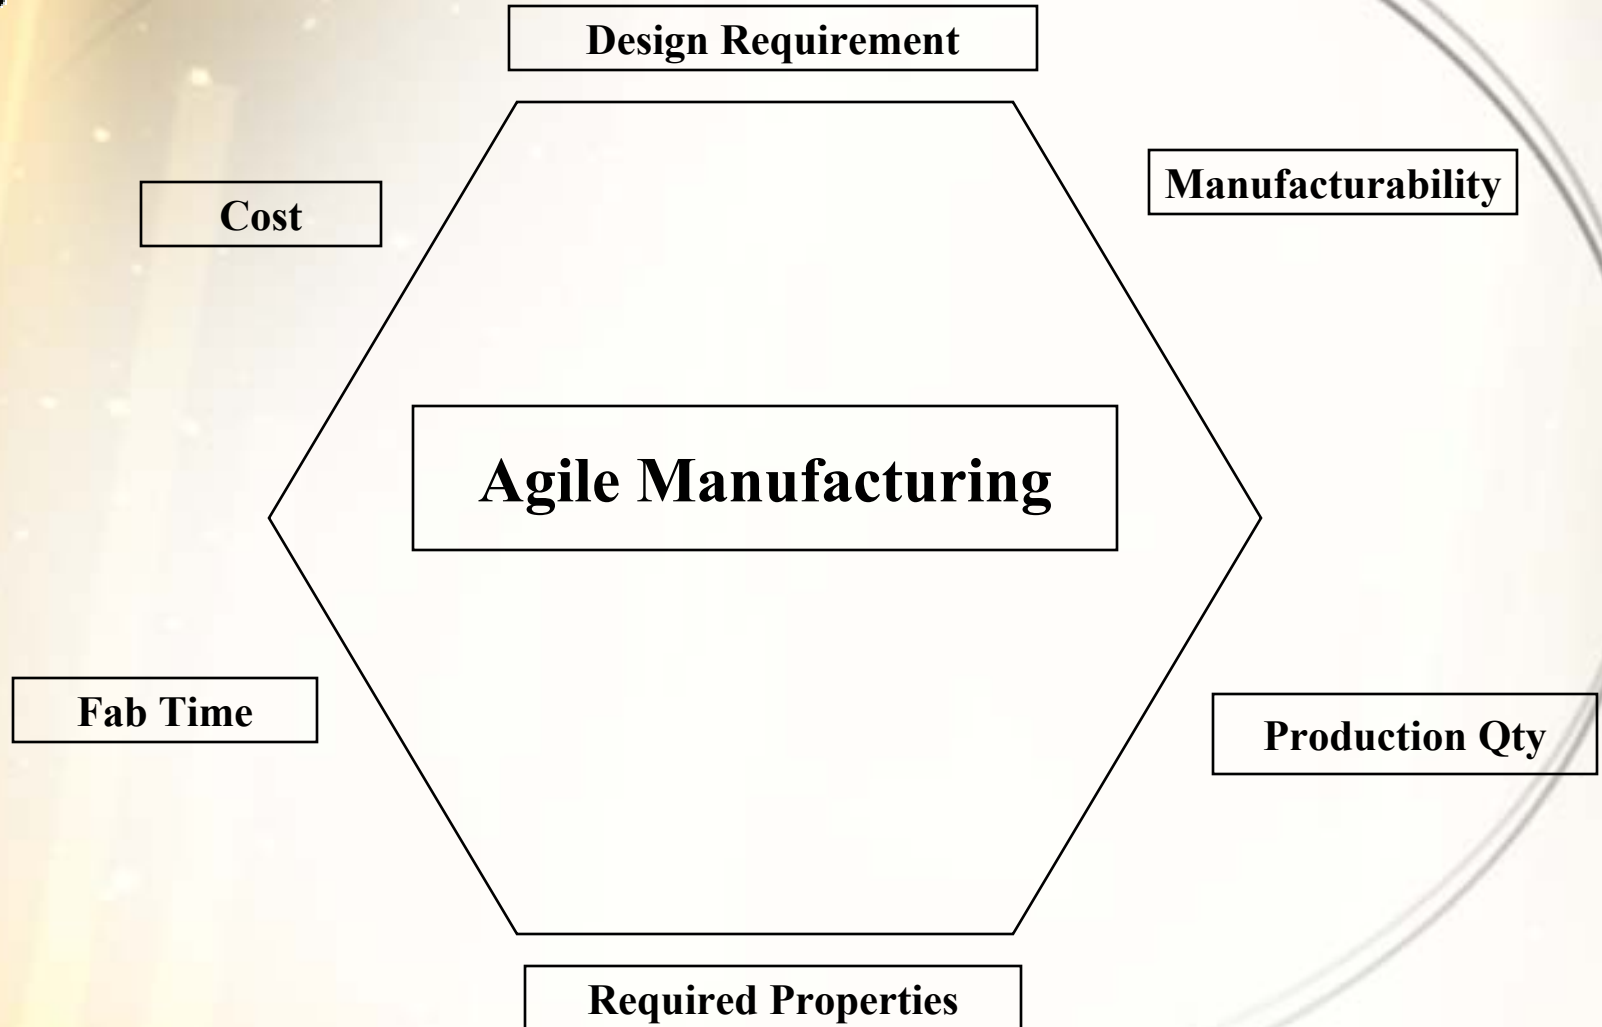 Design Requirement
Manufacturability
Cost
Agile Manufacturing
Fab Time
Production Qty
Required Properties